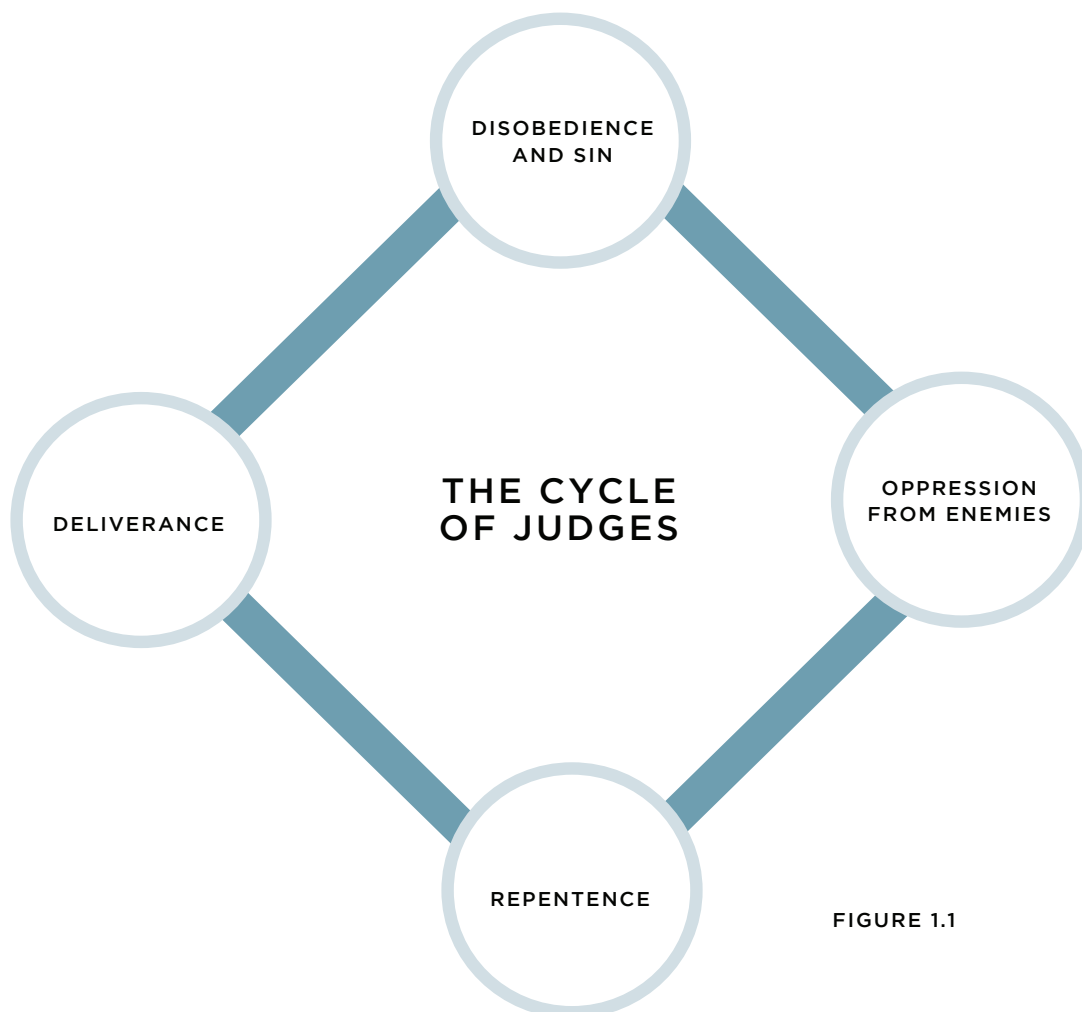 DISOBEDIENCE
AND SIN
THE CYCLE
OF JUDGES
OPPRESSION
FROM ENEMIES
DELIVERANCE
REPENTENCE
FIGURE 1.1